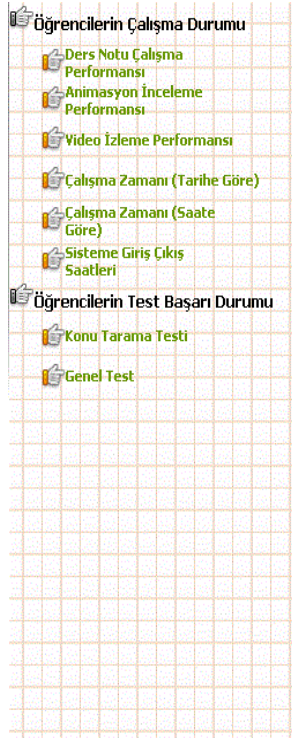 Öğrencilerin Çalışma Durumu
Ders Notu Çalışma
Performansı
Animasyon İnceleme
Performansı
Video İzleme Performansı
Çalışma Zamanı (Tarihe Göre)
Çalışma Zamanı (Saate
Göre)
Sisteme Giriş Çıkış
Saatleri
Öğrencilerin Test Başarı Durumu
Konu Tarama Testi
Genel Test